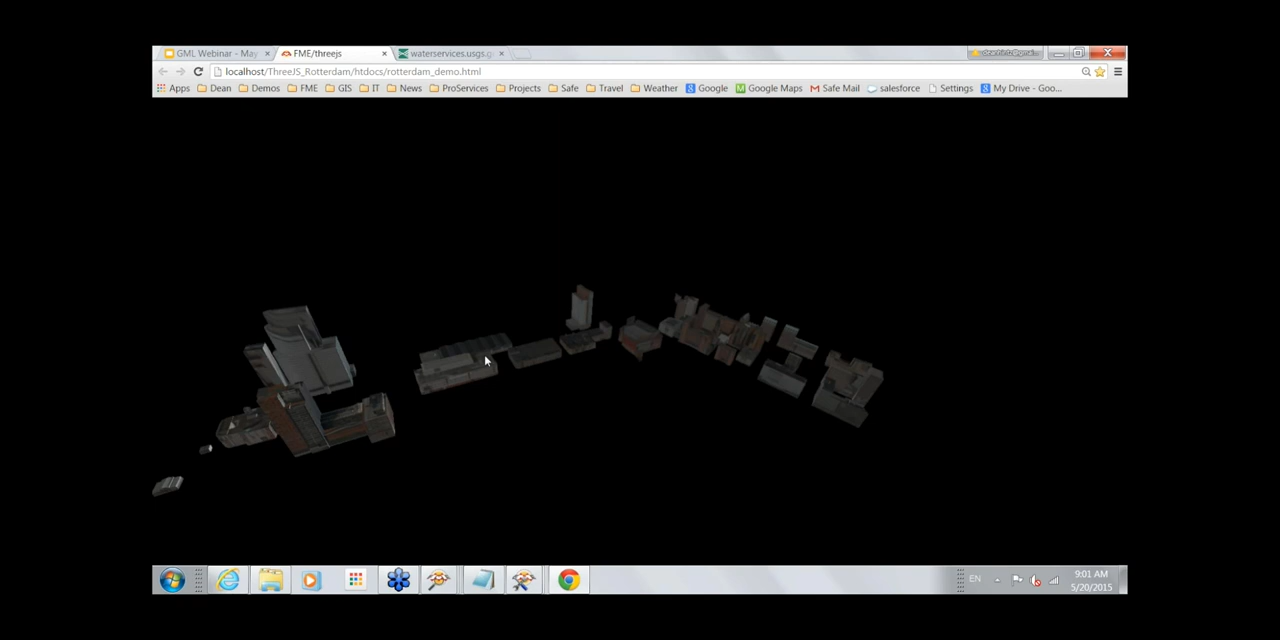 GML Webinar - May
FME/threejs
waterservices.usgs.g
localhost/ThreeJS_Rotterdam/htdocs/rotterdam_demo.html
Apps Dean Demos FME GIS IT News ProServices Projects Safe Travel Weather Google Google Maps Safe Mail salesforce Settings My Drive - Goo...
EN
9:01 AM
5/20/2015